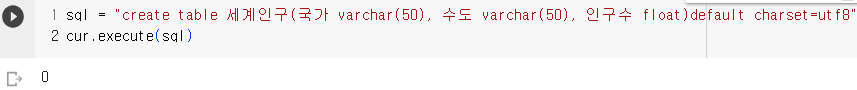 1 sql = "create table 세계인구(국가 varchar(50), 수도 varchar(50), 인구수 float)default charset=utf8"
2 cur.execute(sql)
0